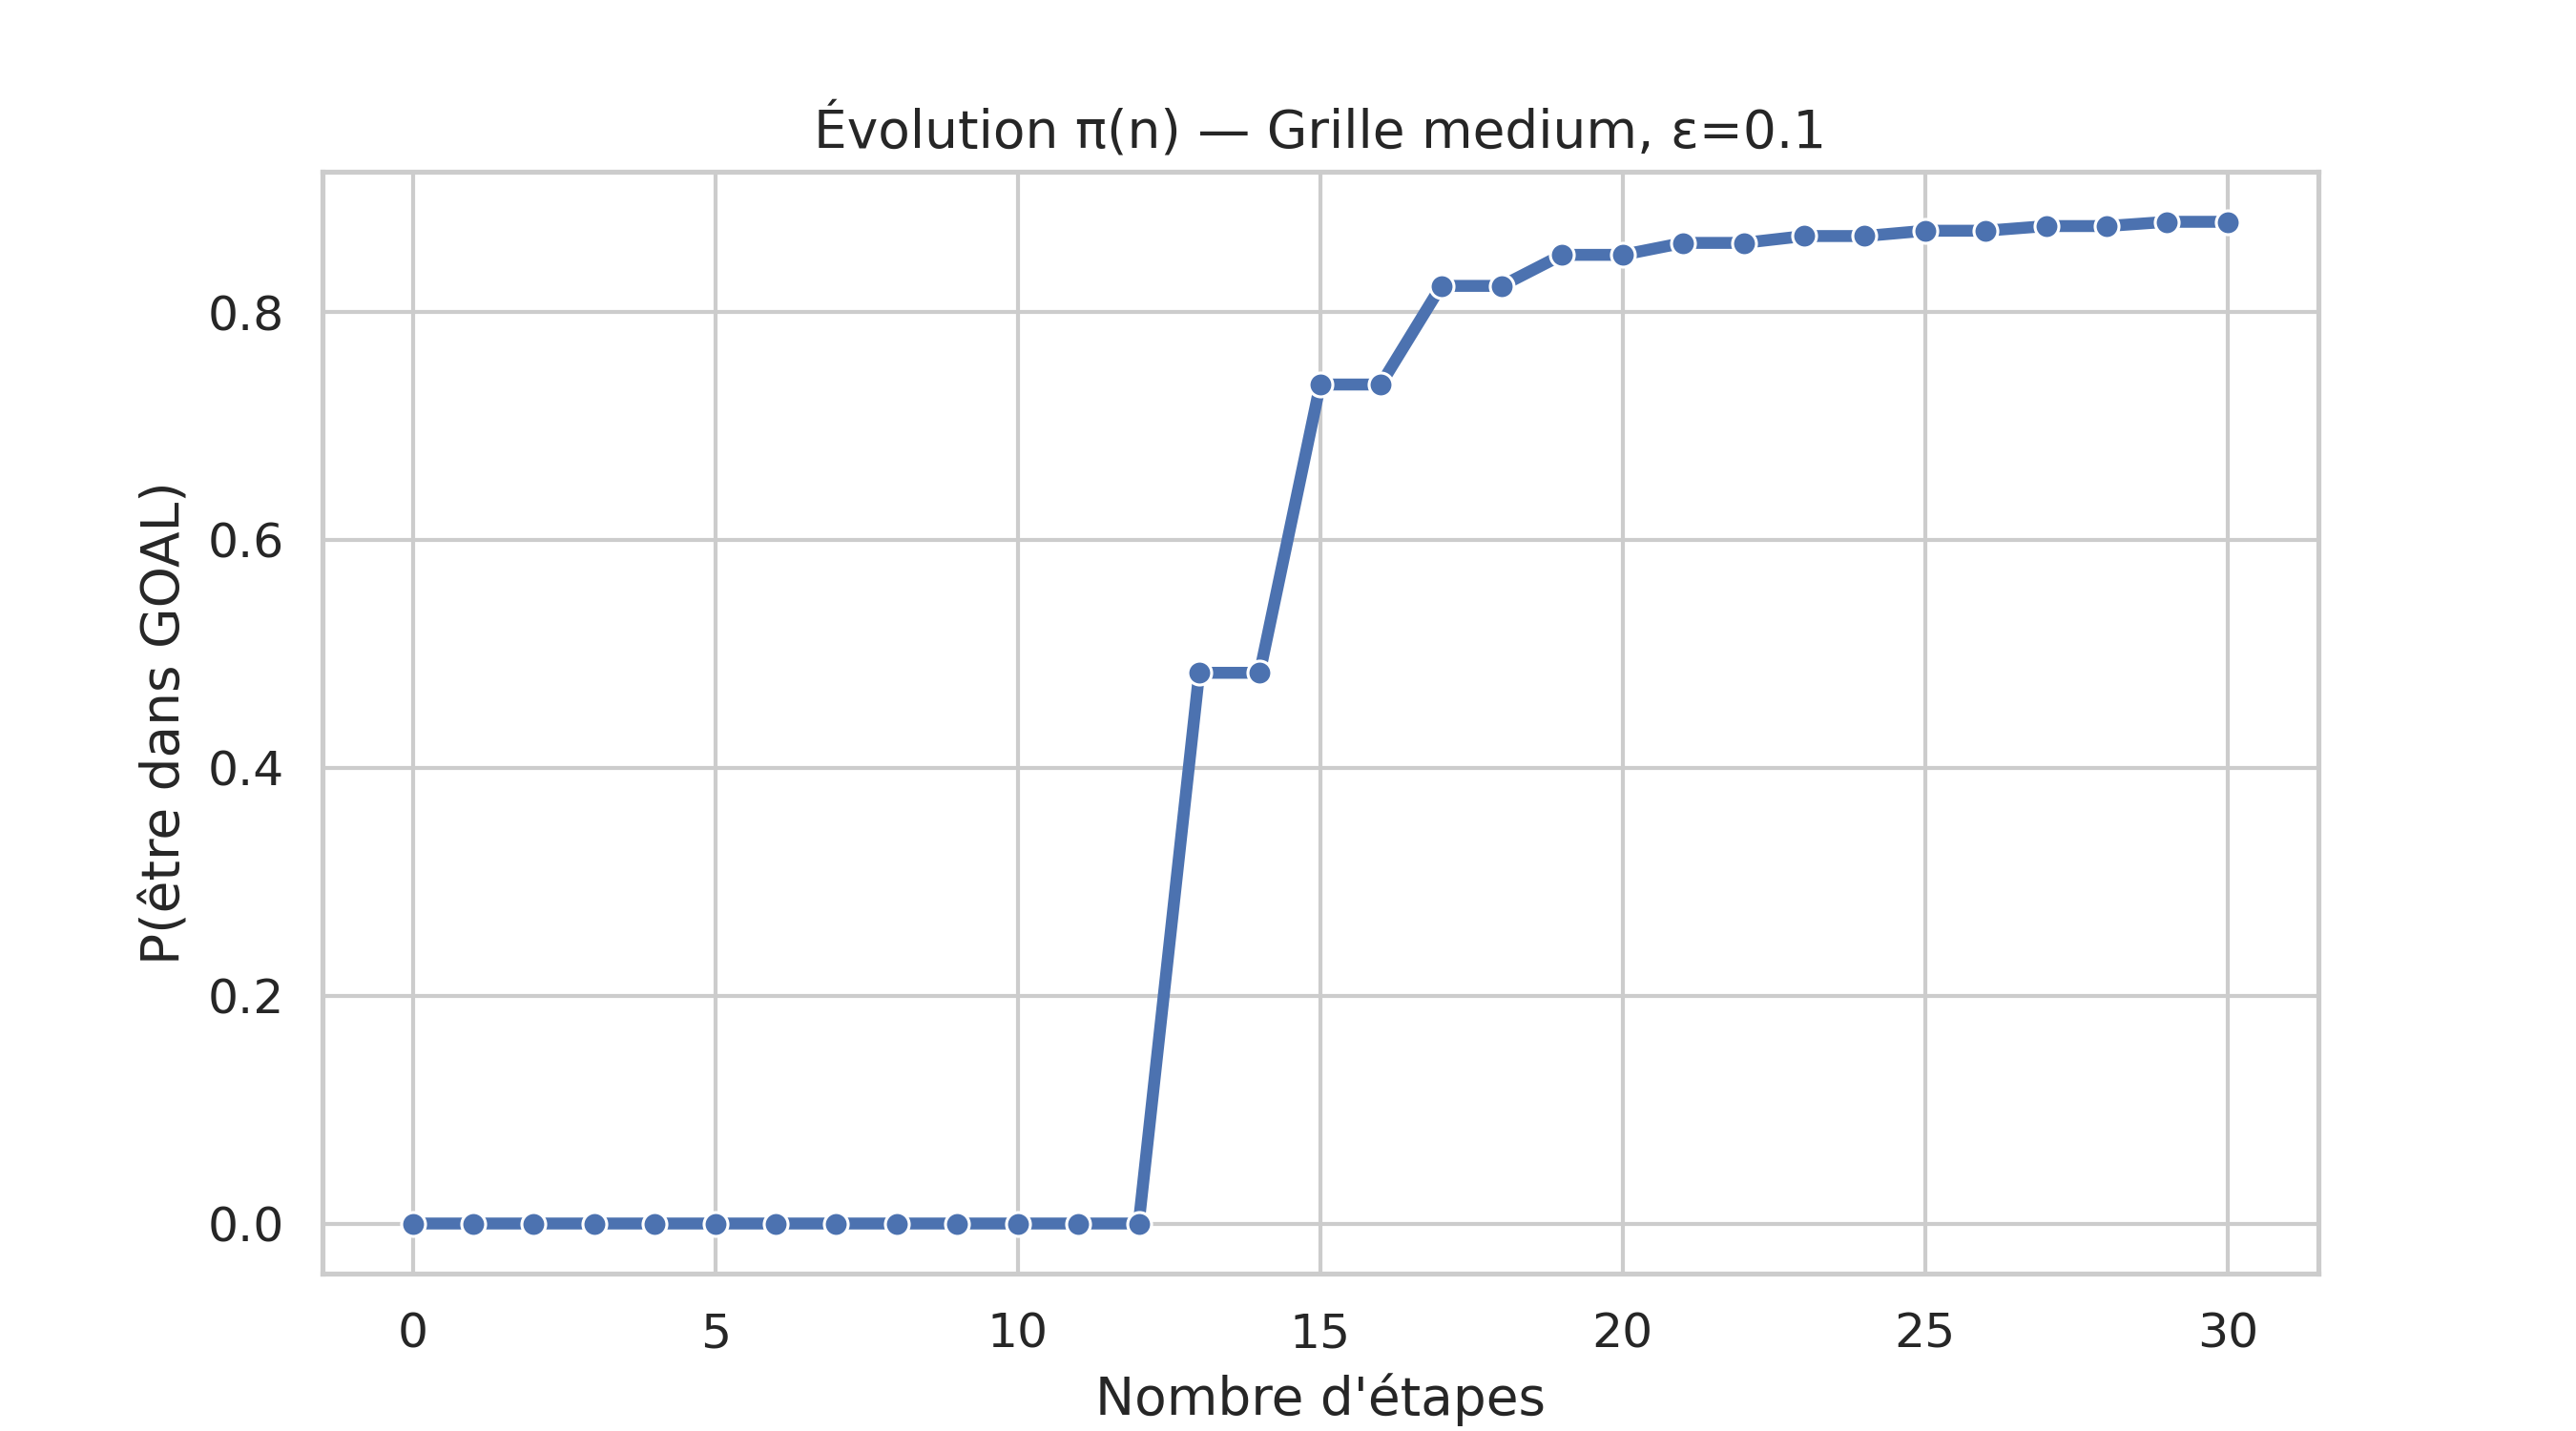 Évolution π(n) — Grille medium, ε=0.1
P(être dans GOAL)
0.8
0.6
0.4
0.2
0.0
0 5 10 15 20 25 30
Nombre d'étapes